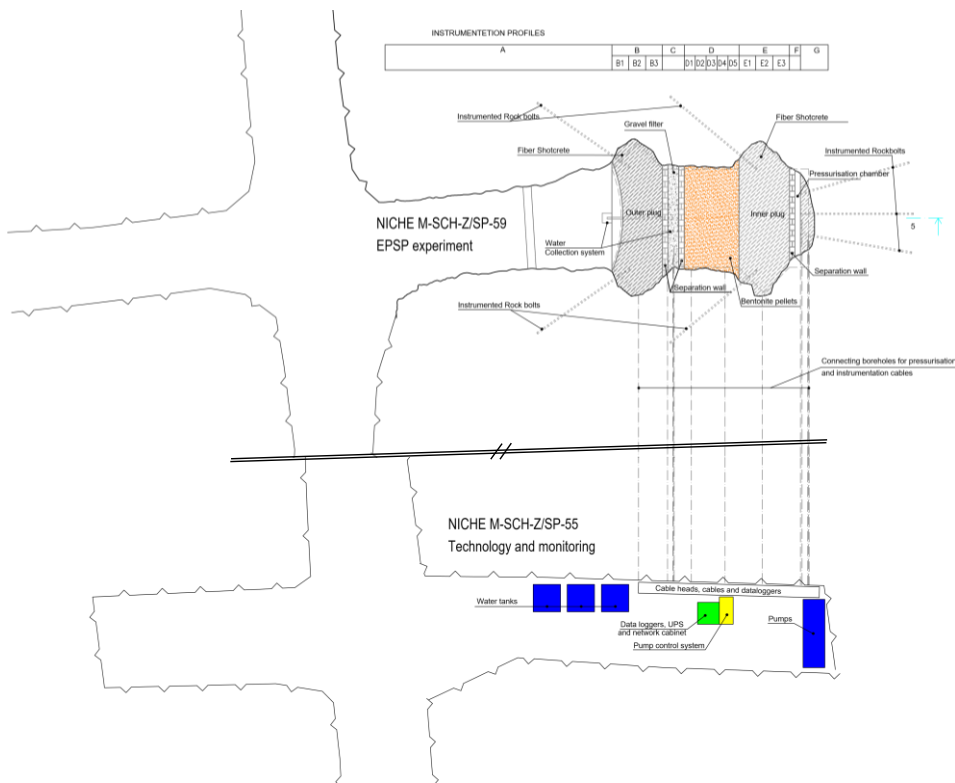 INSTRUMENTETION PROFILES
A B C D E F G
B1 B2 B3 D1 D2 D3 D4 D5 E1 E2 E3
Instrumented Rock bolts
Gravel filter
Fiber Shotcrete
Fiber Shotcrete
Instrumented Rockbolts
Pressurisation chamber
NICHE M-SCH-Z/SP-59
EPSP experiment
Outer plug
Inner plug
5
Water
Collection system
Separation wall
Separation wall
Bentonite pellets
Instrumented Rock bolts
Connecting boreholes for pressurisation
and instrumentation cables
NICHE M-SCH-Z/SP-55
Technology and monitoring
Cable heads, cables and dataloggers
Water tanks
Data loggers, UPS
and network cabinet
Pump control system
Pumps